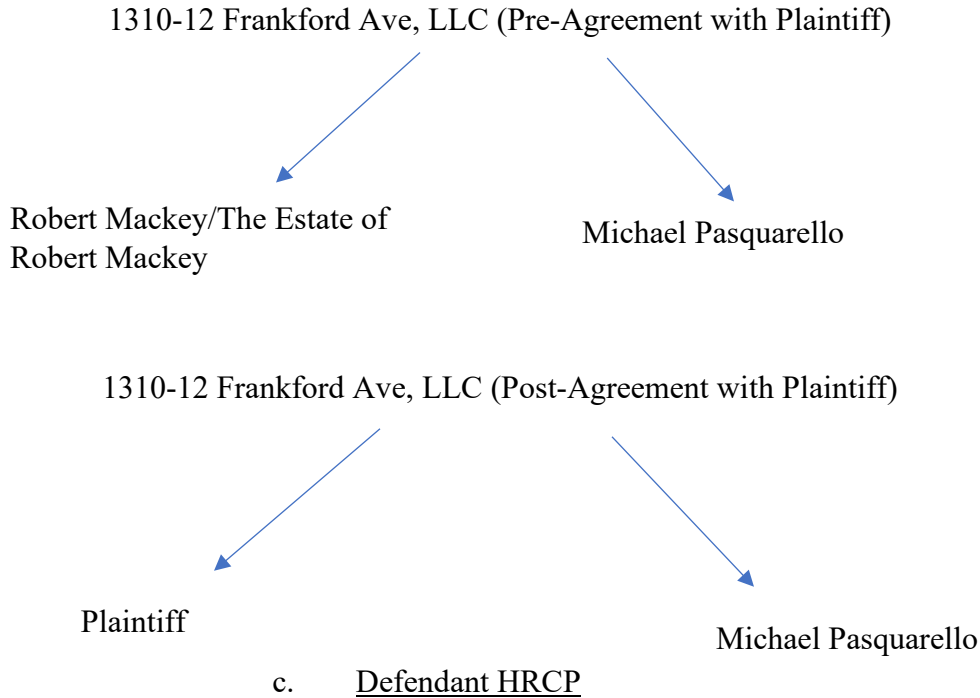 1310-12 Frankford Ave, LLC (Pre-Agreement with Plaintiff)
Robert Mackey/The Estate of
Robert Mackey
Michael Pasquarello
1310-12 Frankford Ave, LLC (Post-Agreement with Plaintiff)
Plaintiff
Michael Pasquarello
c. Defendant HRCP